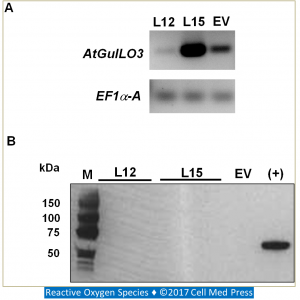 A
L12 L15 EV
AtGulLO3
EF1α-A
B
kDa M L12 L15 EV (+)
150
100
75
50
Reactive Oxygen Species ♦ ©2017 Cell Med Press